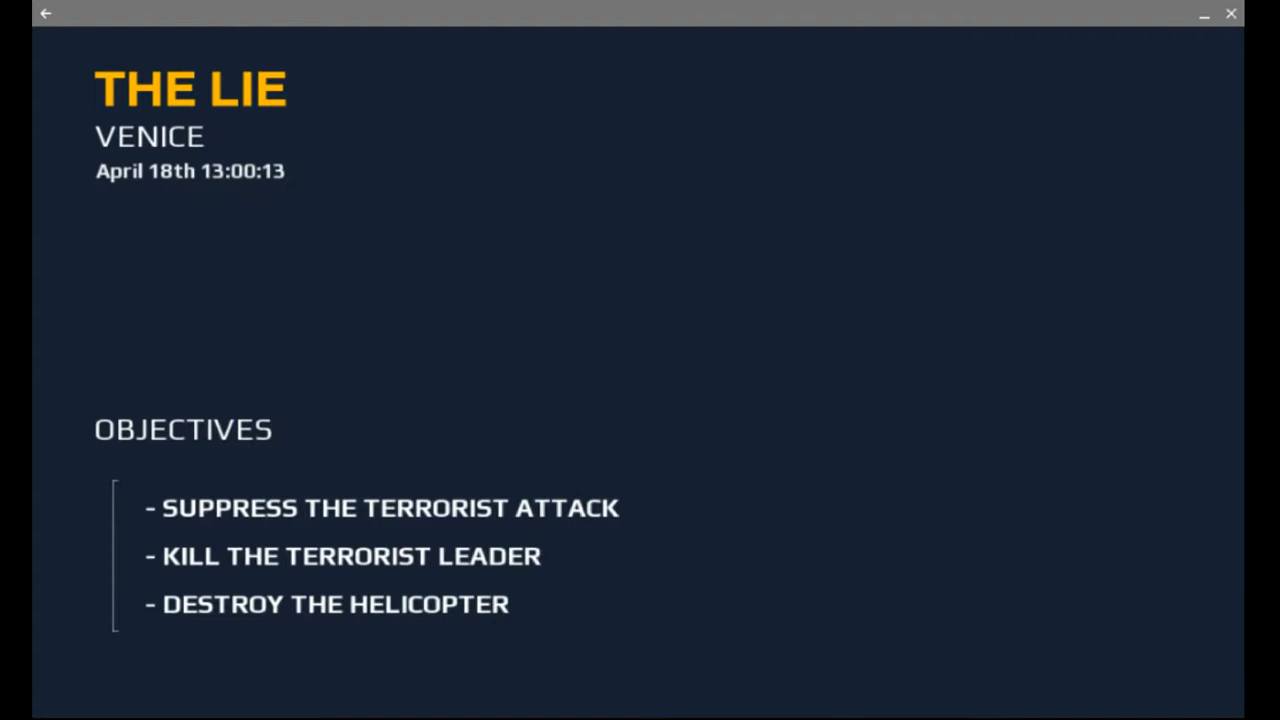 THE LIE
VENICE
April 18th 13:00:13
OBJECTIVES
- SUPPRESS THE TERRORIST ATTACK
- KILL THE TERRORIST LEADER
- DESTROY THE HELICOPTER